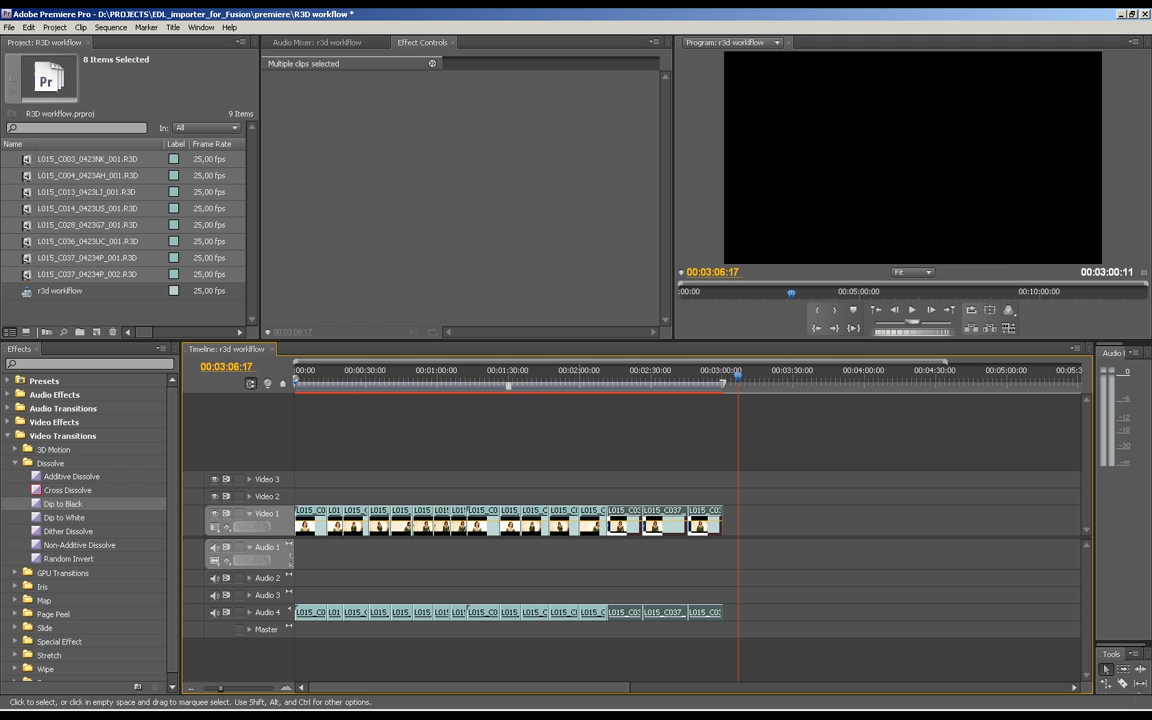 Adobe Premiere Pro - D:\PROJECTS\EDL_importer_for_Fusion\premiere\R3D workflow *
File Edit Project Clip Sequence Marker Title Window Help
Project: R3D workflow
8 Items Selected
Pr
R3D workflow.prproj
9 Items
In: All
Name Label Frame Rate
L015_C003_0423NK_001.R3D 25,00 fps
L015_C004_0423AH_001.R3D 25,00 fps
L015_C013_0423LJ_001.R3D 25,00 fps
L015_C014_0423US_001.R3D 25,00 fps
L015_C028_0423G7_001.R3D 25,00 fps
L015_C036_0423UC_001.R3D 25,00 fps
L015_C037_04234P_001.R3D 25,00 fps
L015_C037_04234P_002.R3D 25,00 fps
r3d workflow 25,00 fps
Audio Mixer: r3d workflow Effect Controls
Multiple clips selected
00:03:06:17
Program: r3d workflow
00:03:06:17 Fit 00:03:00:11
:00:00 00:05:00:00 00:10:00:00
Effects
Presets
Audio Effects
Audio Transitions
Video Effects
Video Transitions
3D Motion
Dissolve
Additive Dissolve
Cross Dissolve
Dip to Black
Dip to White
Dither Dissolve
Non-Additive Dissolve
Random Invert
GPU Transitions
Iris
Map
Page Peel
Slide
Special Effect
Stretch
Wipe
Timeline: r3d workflow
00:03:06:17
:00:00 00:00:30:00 00:01:00:00 00:01:30:00 00:02:00:00 00:02:30:00 00:03:00:00 00:03:30:00 00:04:00:00 00:04:30:00 00:05:00:00 00:05:3
Video 3
Video 2
Video 1
Audio 1
Audio 2
Audio 3
Audio 4
Master
Audio
0
-6
-12
-18
-30
Tools
Click to select, or click in empty space and drag to marquee select. Use Shift, Alt, and Ctrl for other options.